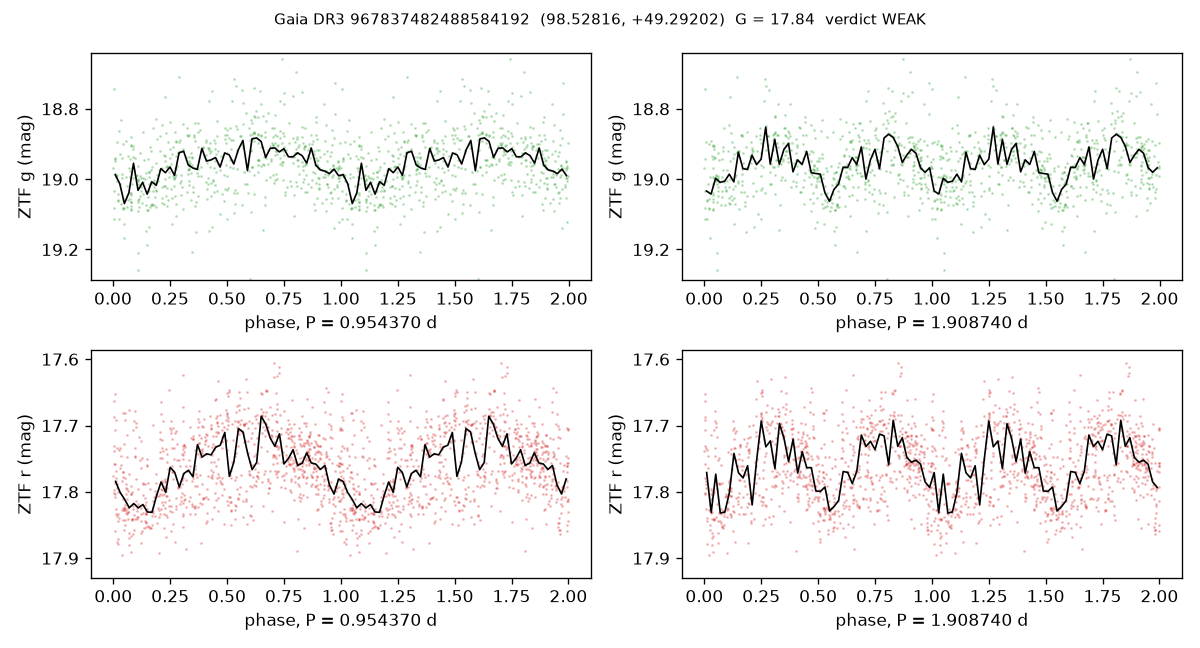 Gaia DR3 967837482488584192  (98.52816, +49.29202)  G = 17.84  verdict WEAK
ZTF g (mag)
18.8
19.0
19.2
0.00 0.25 0.50 0.75 1.00 1.25 1.50 1.75 2.00
phase, P = 0.954370 d
ZTF g (mag)
18.8
19.0
19.2
0.00 0.25 0.50 0.75 1.00 1.25 1.50 1.75 2.00
phase, P = 1.908740 d
ZTF r (mag)
17.6
17.7
17.8
17.9
0.00 0.25 0.50 0.75 1.00 1.25 1.50 1.75 2.00
phase, P = 0.954370 d
ZTF r (mag)
17.6
17.7
17.8
17.9
0.00 0.25 0.50 0.75 1.00 1.25 1.50 1.75 2.00
phase, P = 1.908740 d